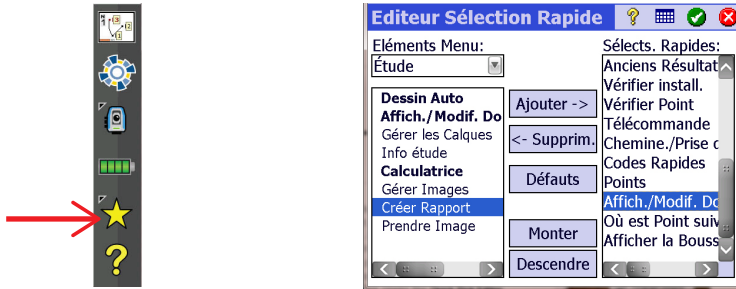 Editeur Sélection Rapide
Eléments Menu:
Étude
Dessin Auto
Affich./Modif. Do
Gérer les Calques
Info étude
Calculatrice
Gérer Images
Créer Rapport
Prendre Image
Ajouter ->
<- Supprim.
Défauts
Monter
Descendre
Sélects. Rapides:
Anciens Résultat
Vérifier install.
Vérifier Point
Télécommande
Chemine./Prise d
Codes Rapides
Points
Affich./Modif. Do
Où est Point suiv
Afficher la Bouss